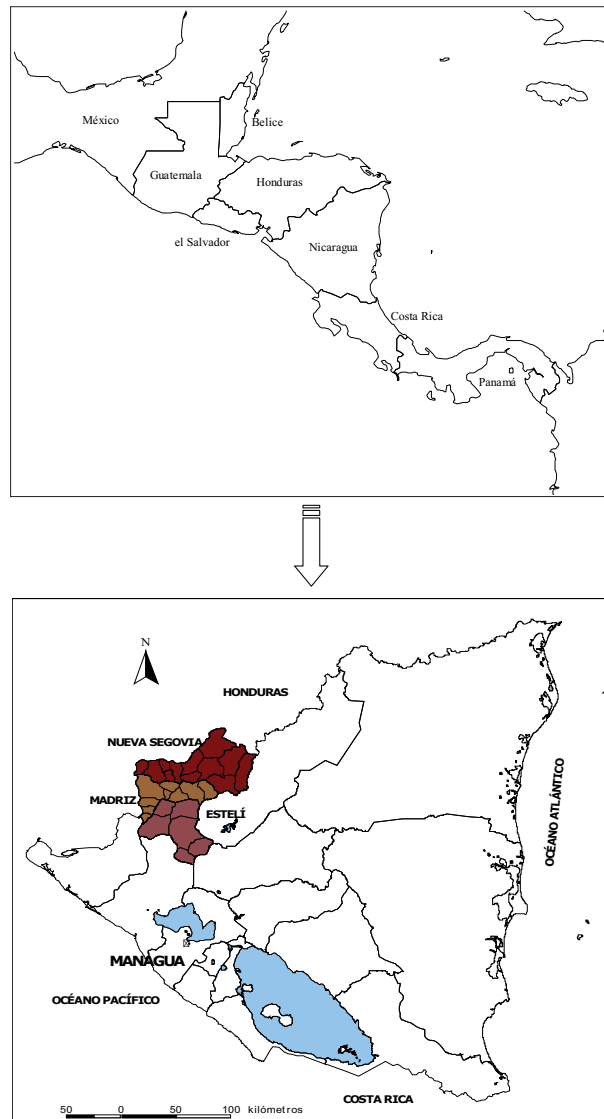 México
Belice
Guatemala
Honduras
el Salvador
Nicaragua
Costa Rica
Panamá
N
HONDURAS
NUEVA SEGOVIA
MADRIZ
ESTELÍ
OCÉANO ATLÁNTICO
MANAGUA
OCÉANO PACÍFICO
COSTA RICA
50 0 50 100 kilómetros